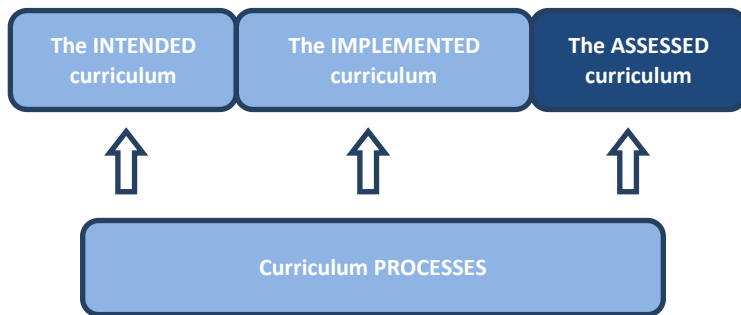 The INTENDED
curriculum
The IMPLEMENTED
curriculum
The ASSESSED
curriculum
Curriculum PROCESSES